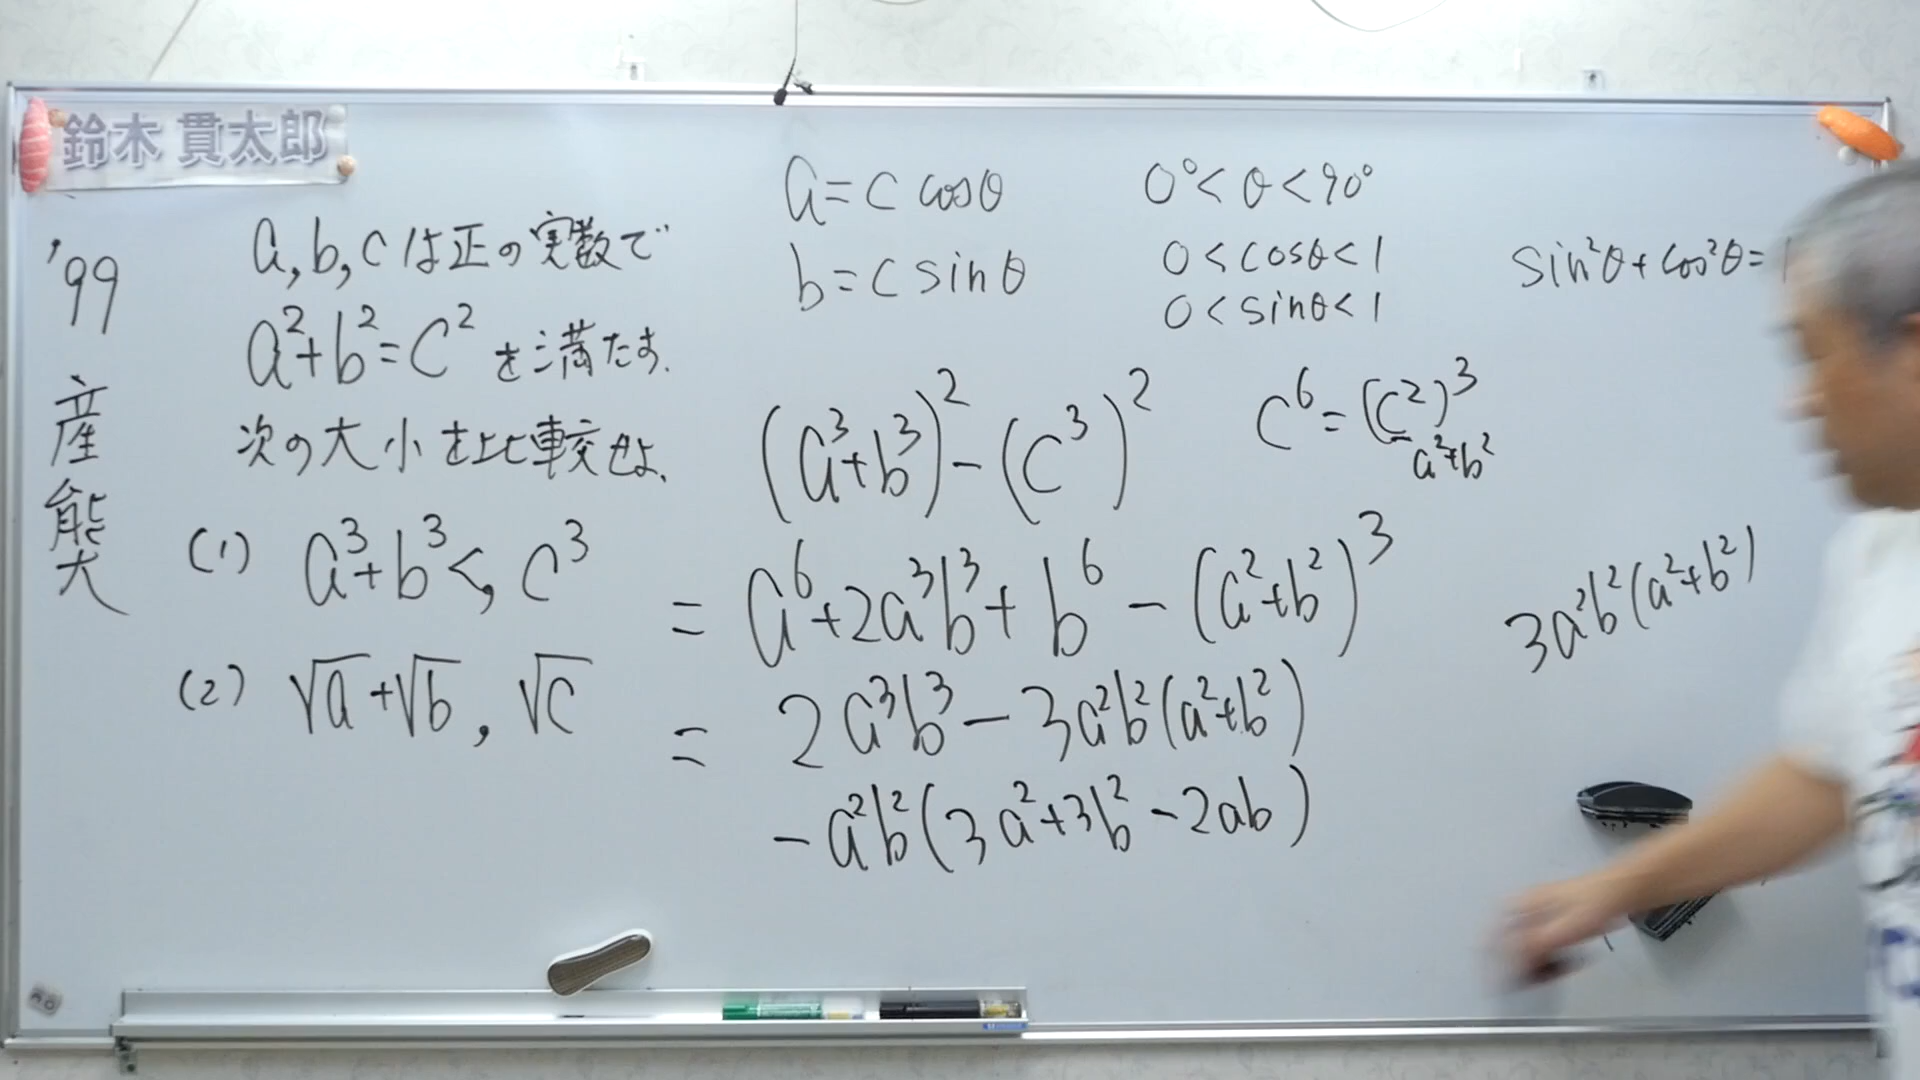 鈴木 貫太郎
'99 産能大
a, b, c は正の実数で
a²+b²=c² を満たす.
次の大小を比較せよ.
(1) a³+b³<, c³
(2) √a+√b, √c
a=c cosθ
b=c sinθ
0°<θ<90°
0<cosθ<1
0<sinθ<1
sin²θ+cos²θ=1
(a³+b³)²-(c³)²
c⁶=(c²)³
a²+b²
=a⁶+2a³b³+b⁶-(a²+b²)³
3a²b²(a²+b²)
=2a³b³-3a²b²(a²+b²)
-a²b²(3a²+3b²-2ab)